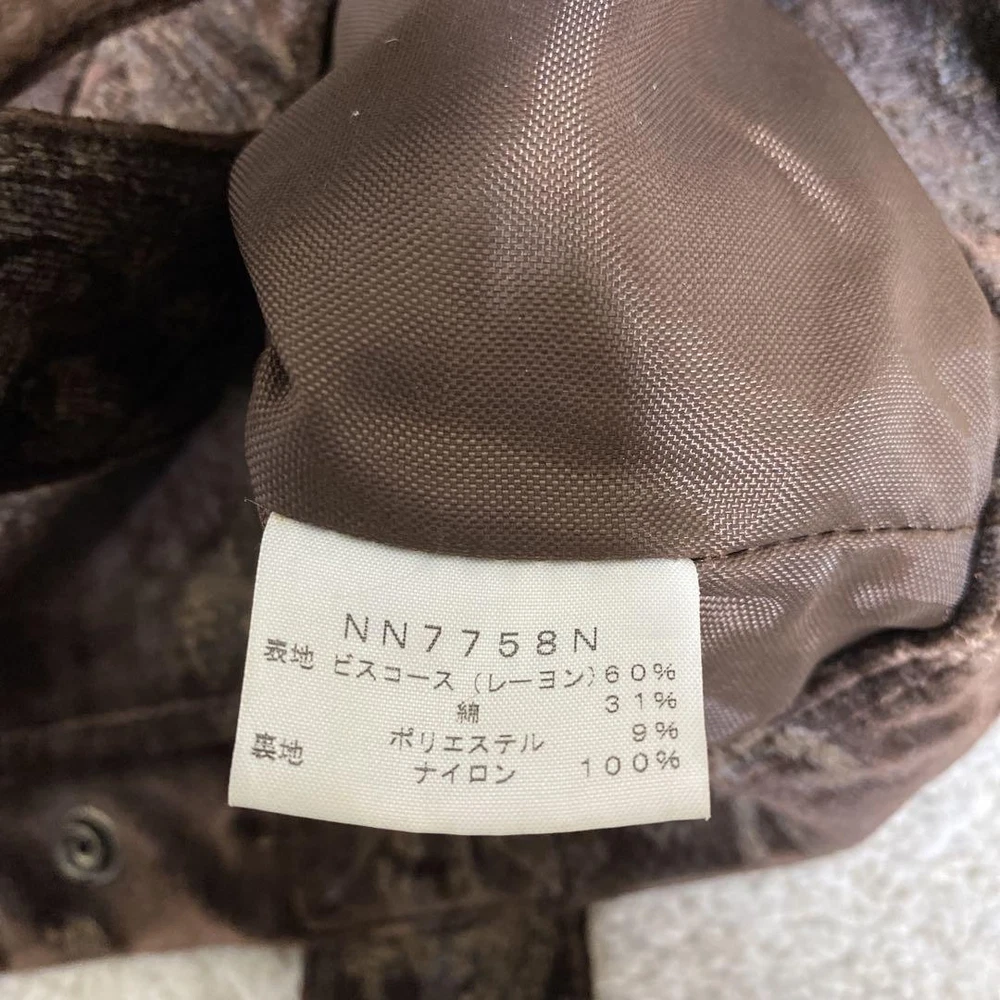 NN7758N
表地 ビスコース(レーヨン)60%
綿 31%
ポリエステル 9%
裏地 ナイロン 100%